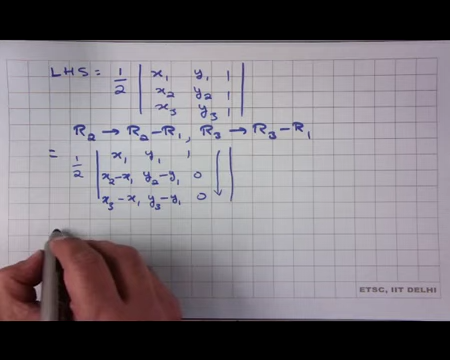 LHS = 1/2 | x₁ y₁ 1 |
| x₂ y₂ 1 |
| x₃ y₃ 1 |
R₂ → R₂ - R₁, R₃ → R₃ - R₁
= 1/2 | x₁ y₁ 1 |
| x₂-x₁ y₂-y₁ 0 |
| x₃-x₁ y₃-y₁ 0 ↓ |
ETSC, IIT DELHI